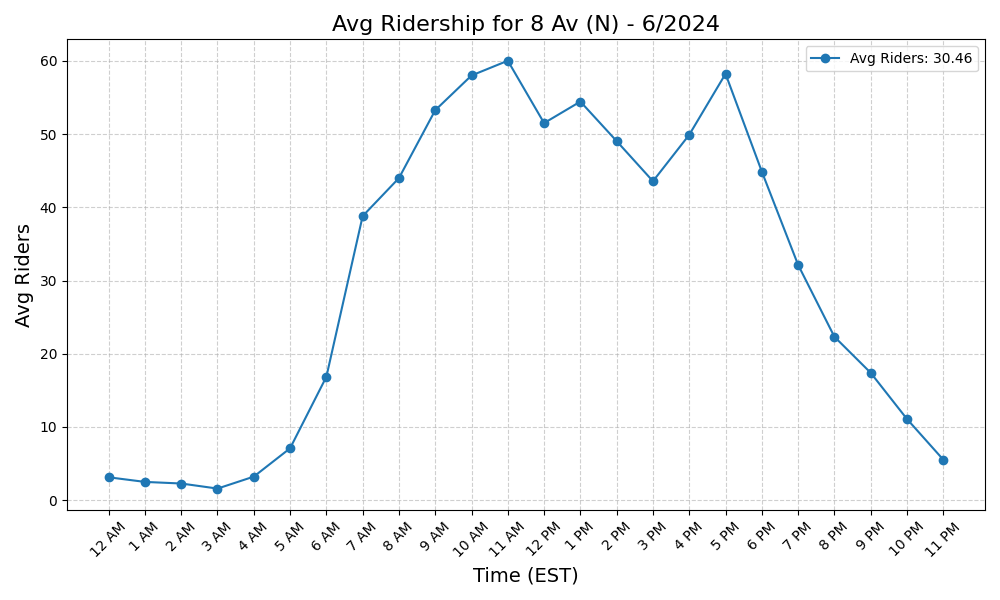 Avg Ridership for 8 Av (N) - 6/2024
Avg Riders: 30.46
60
50
40
30
20
10
0
Avg Riders
12 AM
1 AM
2 AM
3 AM
4 AM
5 AM
6 AM
7 AM
8 AM
9 AM
10 AM
11 AM
12 PM
1 PM
2 PM
3 PM
4 PM
5 PM
6 PM
7 PM
8 PM
9 PM
10 PM
11 PM
Time (EST)